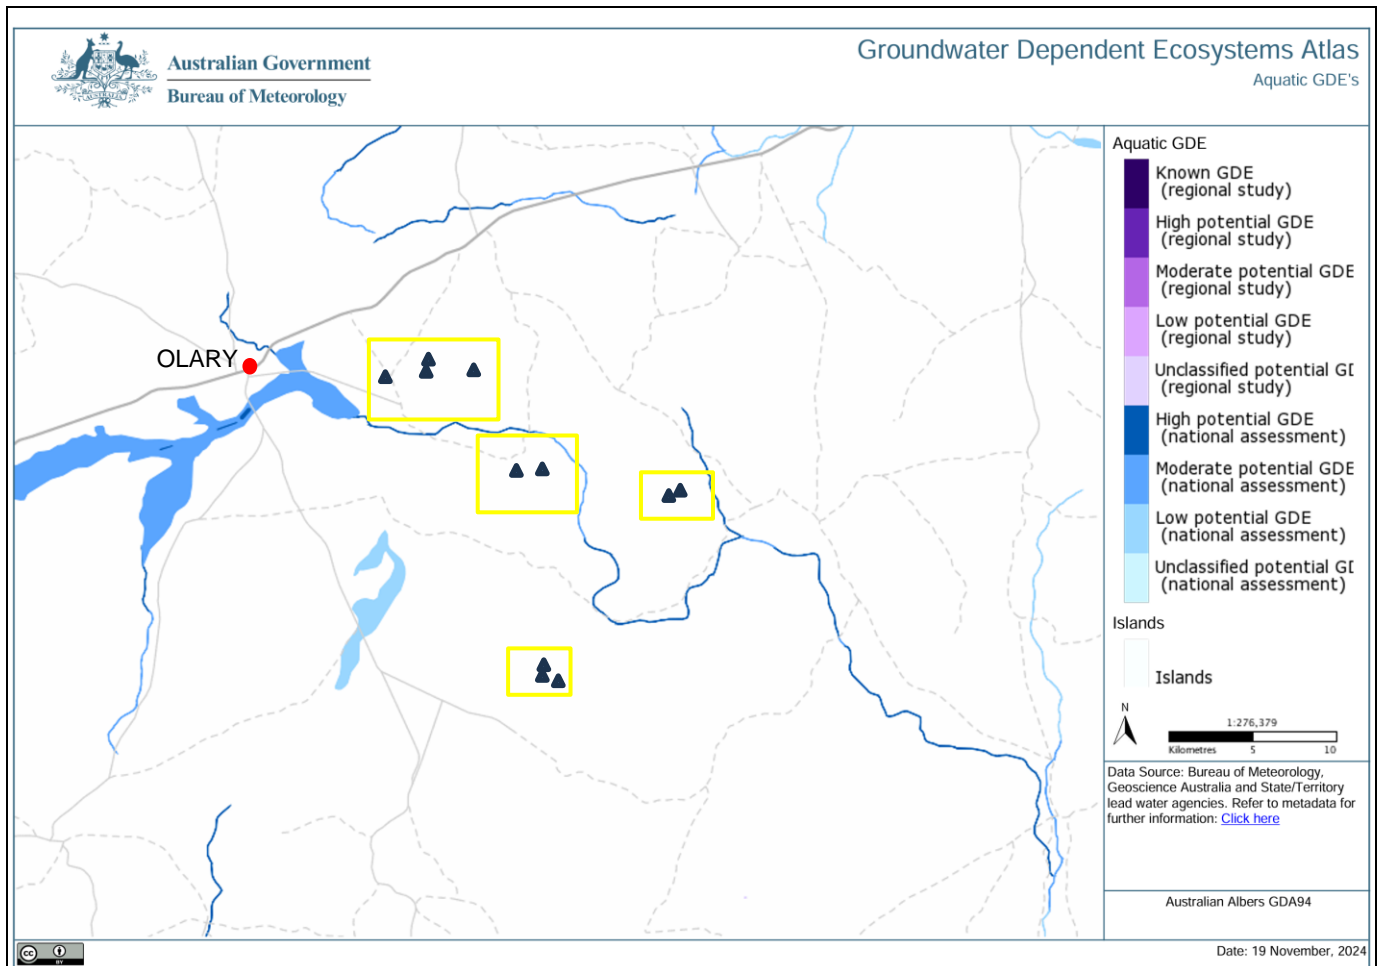 Australian Government
Bureau of Meteorology
Groundwater Dependent Ecosystems Atlas
Aquatic GDE's
OLARY
Aquatic GDE
Known GDE
(regional study)
High potential GDE
(regional study)
Moderate potential GDE
(regional study)
Low potential GDE
(regional study)
Unclassified potential GI
(regional study)
High potential GDE
(national assessment)
Moderate potential GDE
(national assessment)
Low potential GDE
(national assessment)
Unclassified potential GI
(national assessment)
Islands
Islands
N
1:276,379
Kilometres 5 10
Data Source: Bureau of Meteorology,
Geoscience Australia and State/Territory
lead water agencies. Refer to metadata for
further information: Click here
Australian Albers GDA94
Date: 19 November, 2024
cc BY